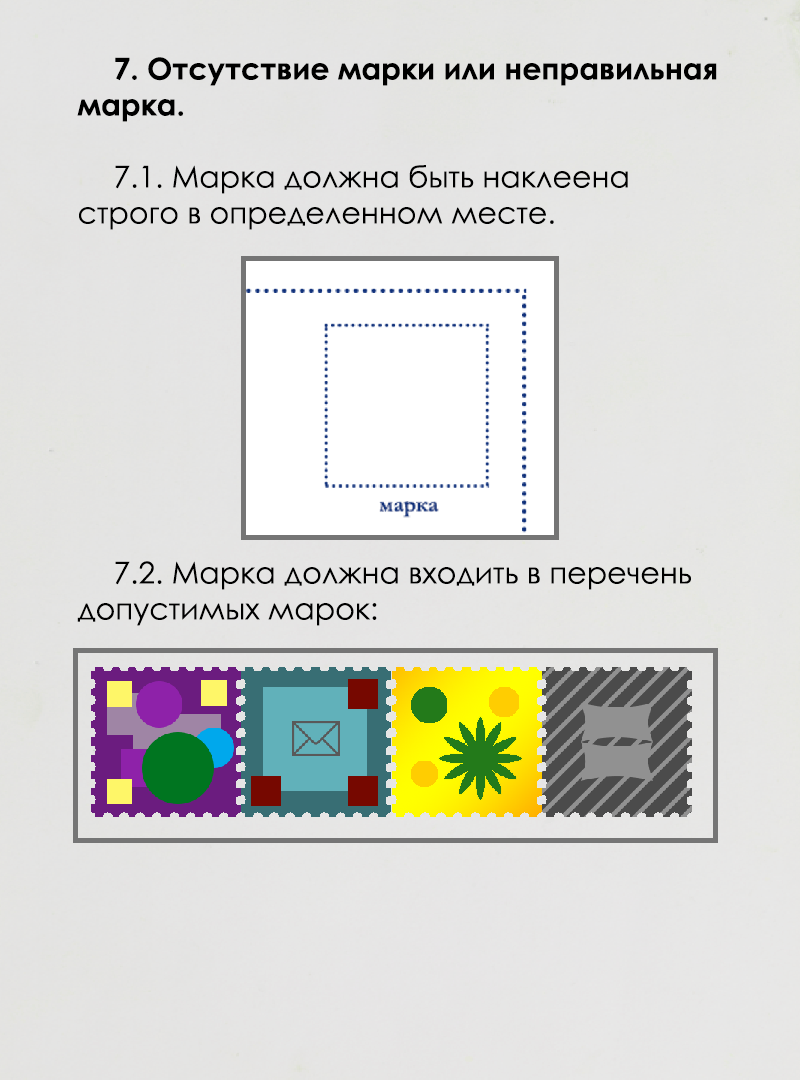 7. Отсутствие марки или неправильная
марка.
7.1. Марка должна быть наклеена
строго в определенном месте.
марка
7.2. Марка должна входить в перечень
допустимых марок: